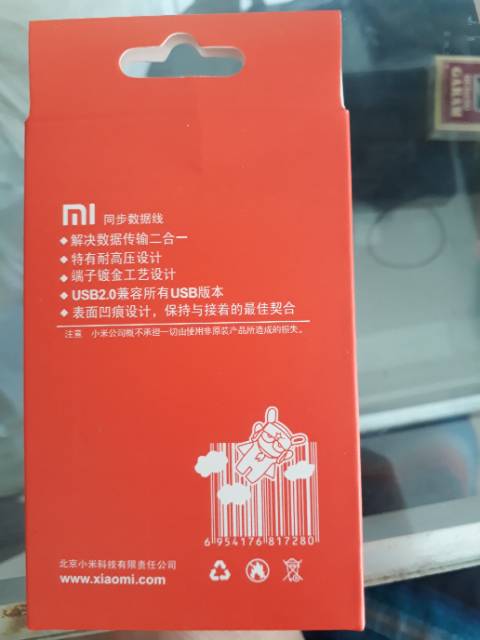 mi 同步数据线
◆解决数据传输二合一
◆特有耐高压设计
◆端子镀金工艺设计
◆USB2.0兼容所有USB版本
◆表面凹痕设计，保持与接着的最佳契合
注意 小米公司概不承担一切由使用非原装产品所造成的损失。
6 954176 817280
北京小米科技有限责任公司
www.xiaomi.com
GARAM